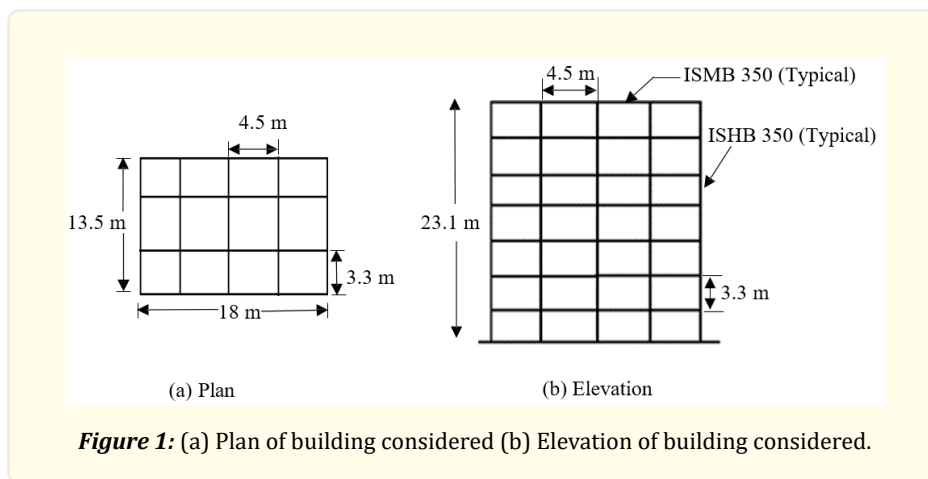 4.5 m
13.5 m
3.3 m
18 m
(a) Plan
4.5 m
ISMB 350 (Typical)
ISHB 350 (Typical)
23.1 m
3.3 m
(b) Elevation
Figure 1: (a) Plan of building considered (b) Elevation of building considered.